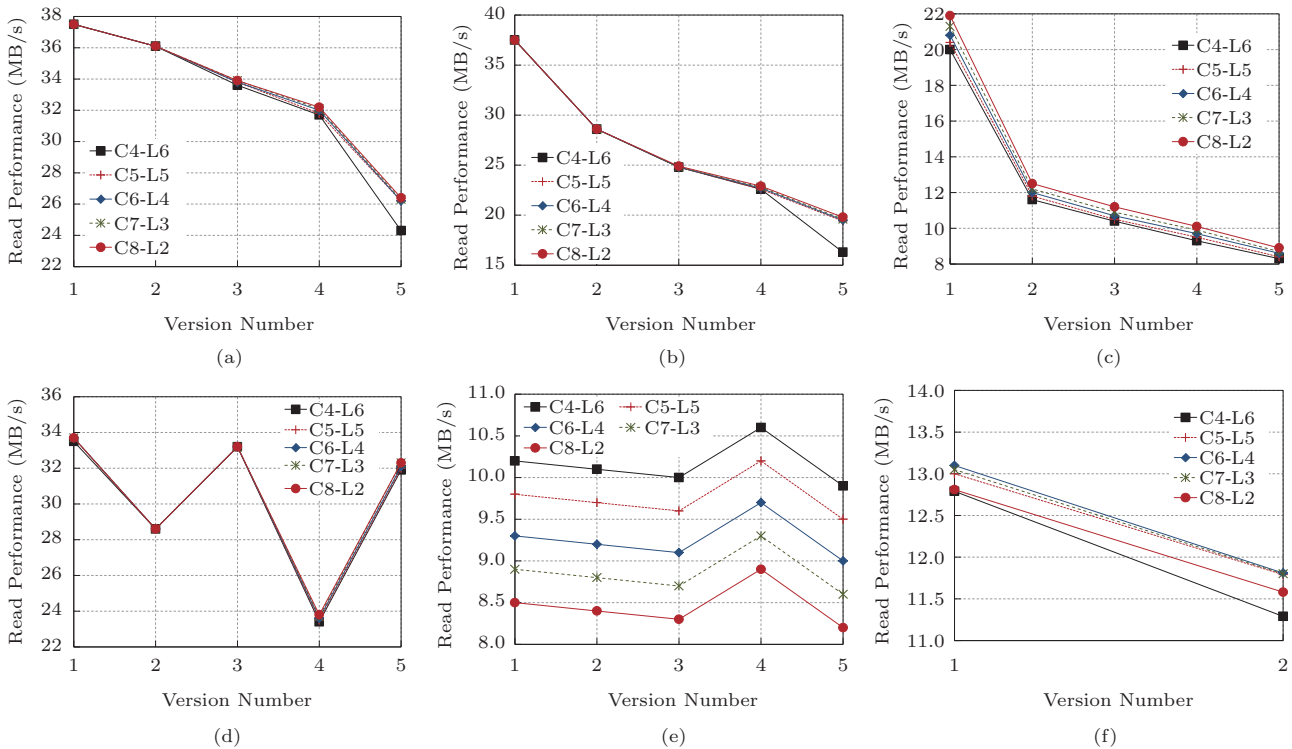 Read Performance (MB/s)
38
36
34
32
30
28
26
24
22
C4-L6
C5-L5
C6-L4
C7-L3
C8-L2
1 2 3 4 5
Version Number
(a)
Read Performance (MB/s)
40
35
30
25
20
15
C4-L6
C5-L5
C6-L4
C7-L3
C8-L2
1 2 3 4 5
Version Number
(b)
Read Performance (MB/s)
22
20
18
16
14
12
10
8
C4-L6
C5-L5
C6-L4
C7-L3
C8-L2
1 2 3 4 5
Version Number
(c)
Read Performance (MB/s)
36
34
32
30
28
26
24
22
C4-L6
C5-L5
C6-L4
C7-L3
C8-L2
1 2 3 4 5
Version Number
(d)
Read Performance (MB/s)
11.0
10.5
10.0
9.5
9.0
8.5
8.0
C4-L6 C5-L5
C6-L4 C7-L3
C8-L2
1 2 3 4 5
Version Number
(e)
Read Performance (MB/s)
14.0
13.5
13.0
12.5
12.0
11.5
11.0
C4-L6
C5-L5
C6-L4
C7-L3
C8-L2
1 2
Version Number
(f)